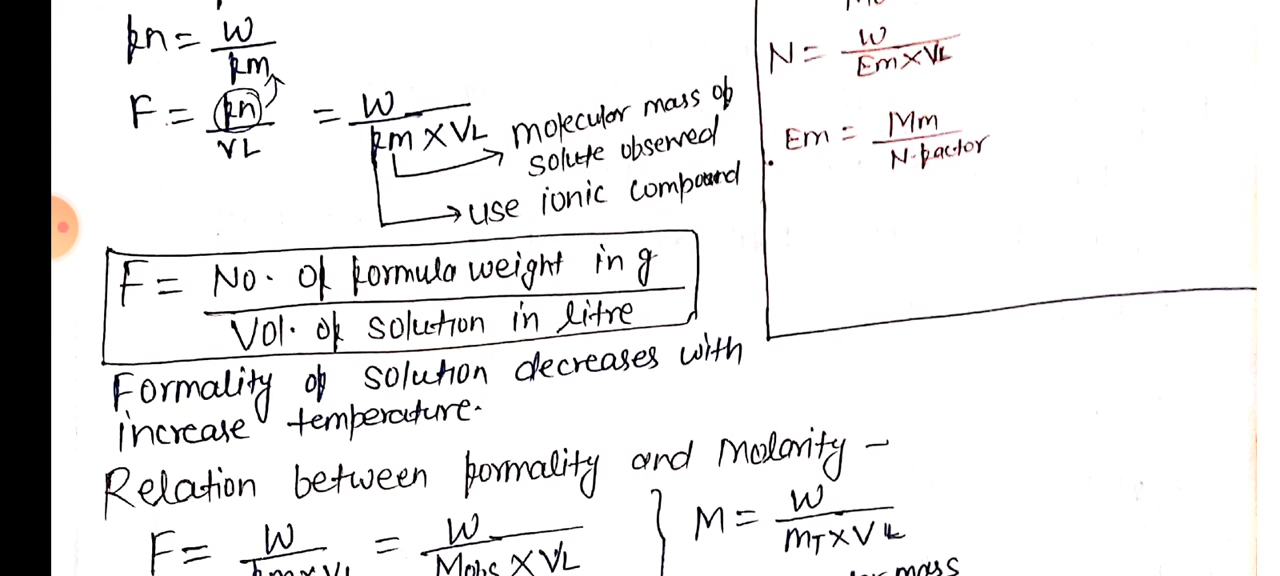 fn = W / fm
F = fn / VL = W / fm × VL
molecular mass of
solute observed
use ionic compound
F = No. of formula weight in g / Vol. of solution in litre
Formality of solution decreases with
increase temperature.
Relation between formality and Molarity –
F = W / = W / Mobs × VL
M = W / MT × VL
mass
N = W / Em × VL
Em = Mm / N-factor